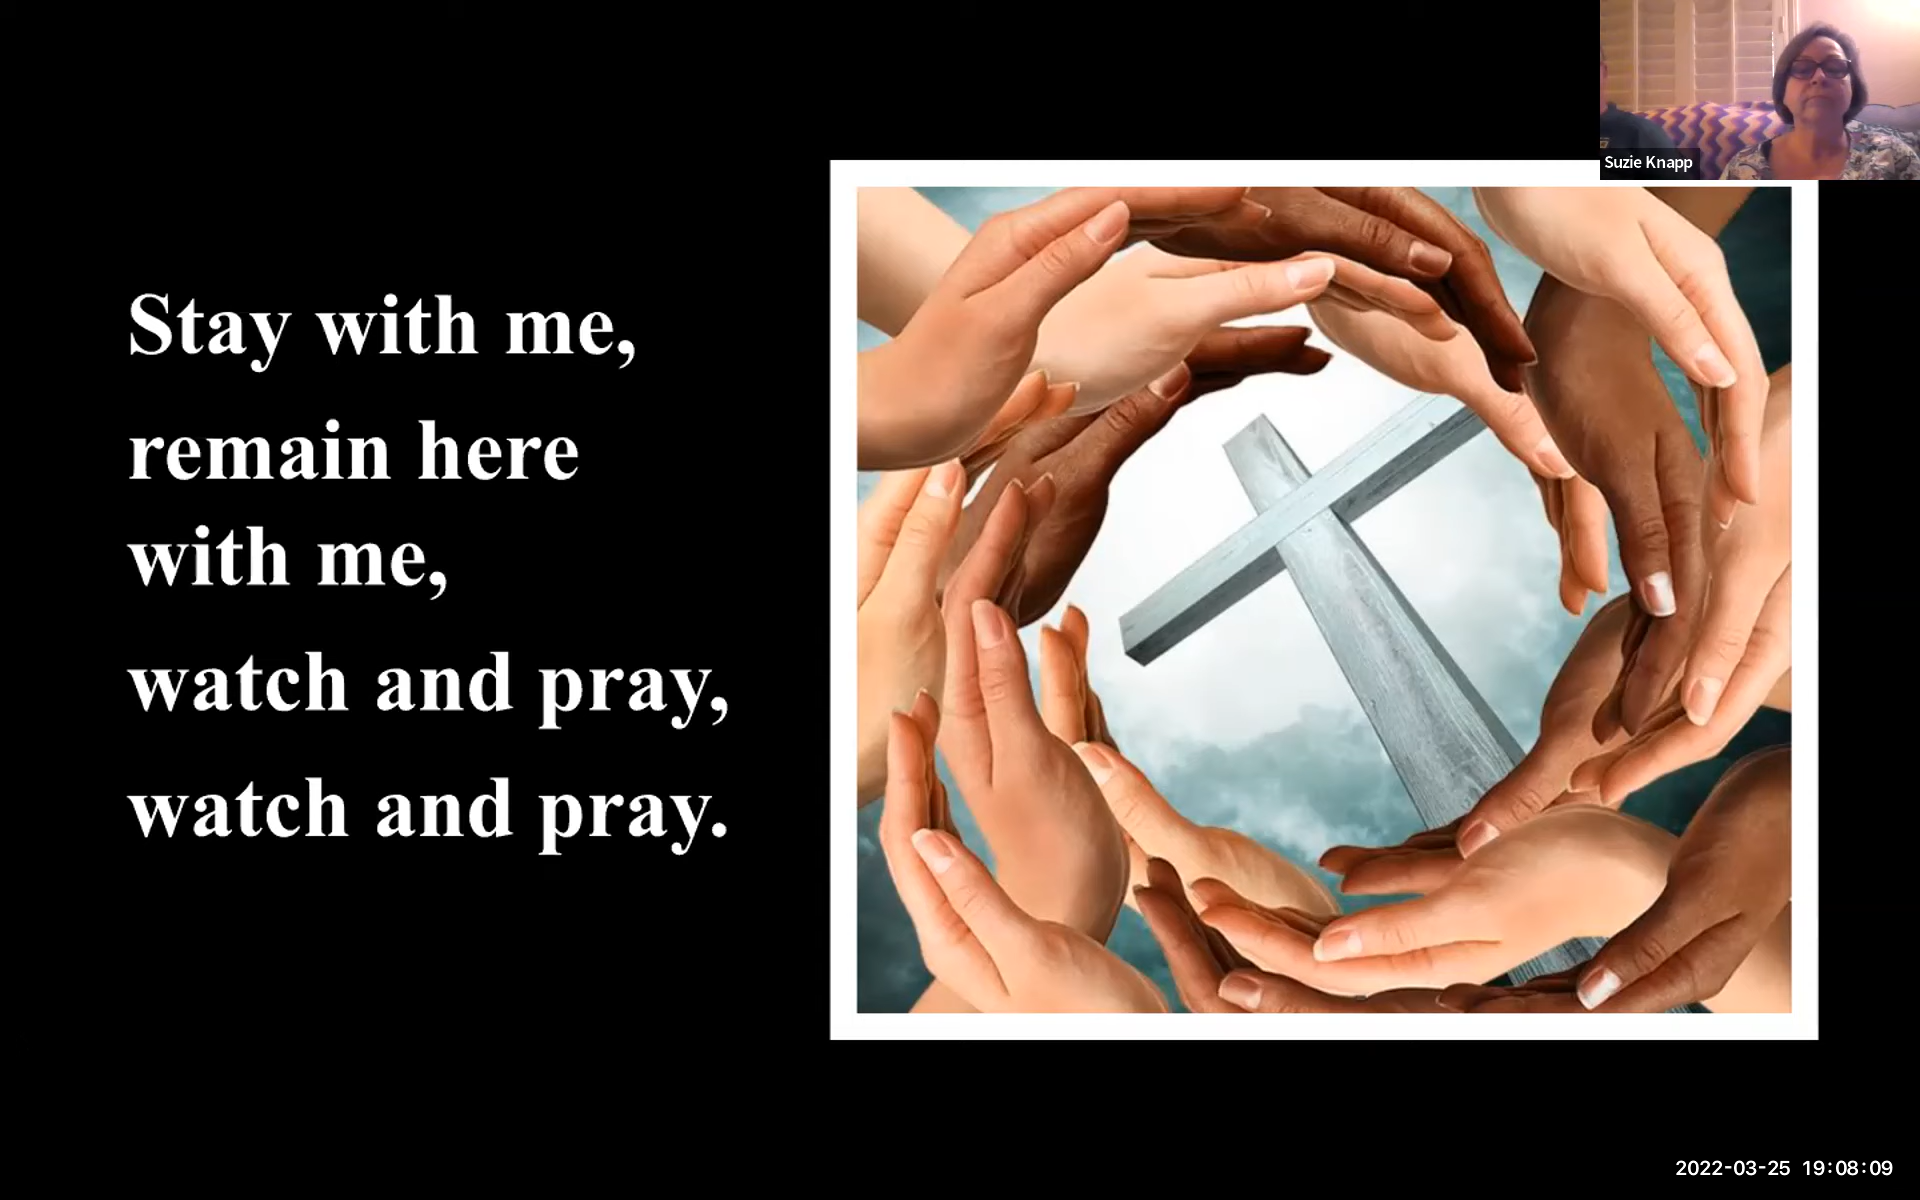 Stay with me,
remain here
with me,
watch and pray,
watch and pray.
Suzie Knapp
2022-03-25 19:08:09